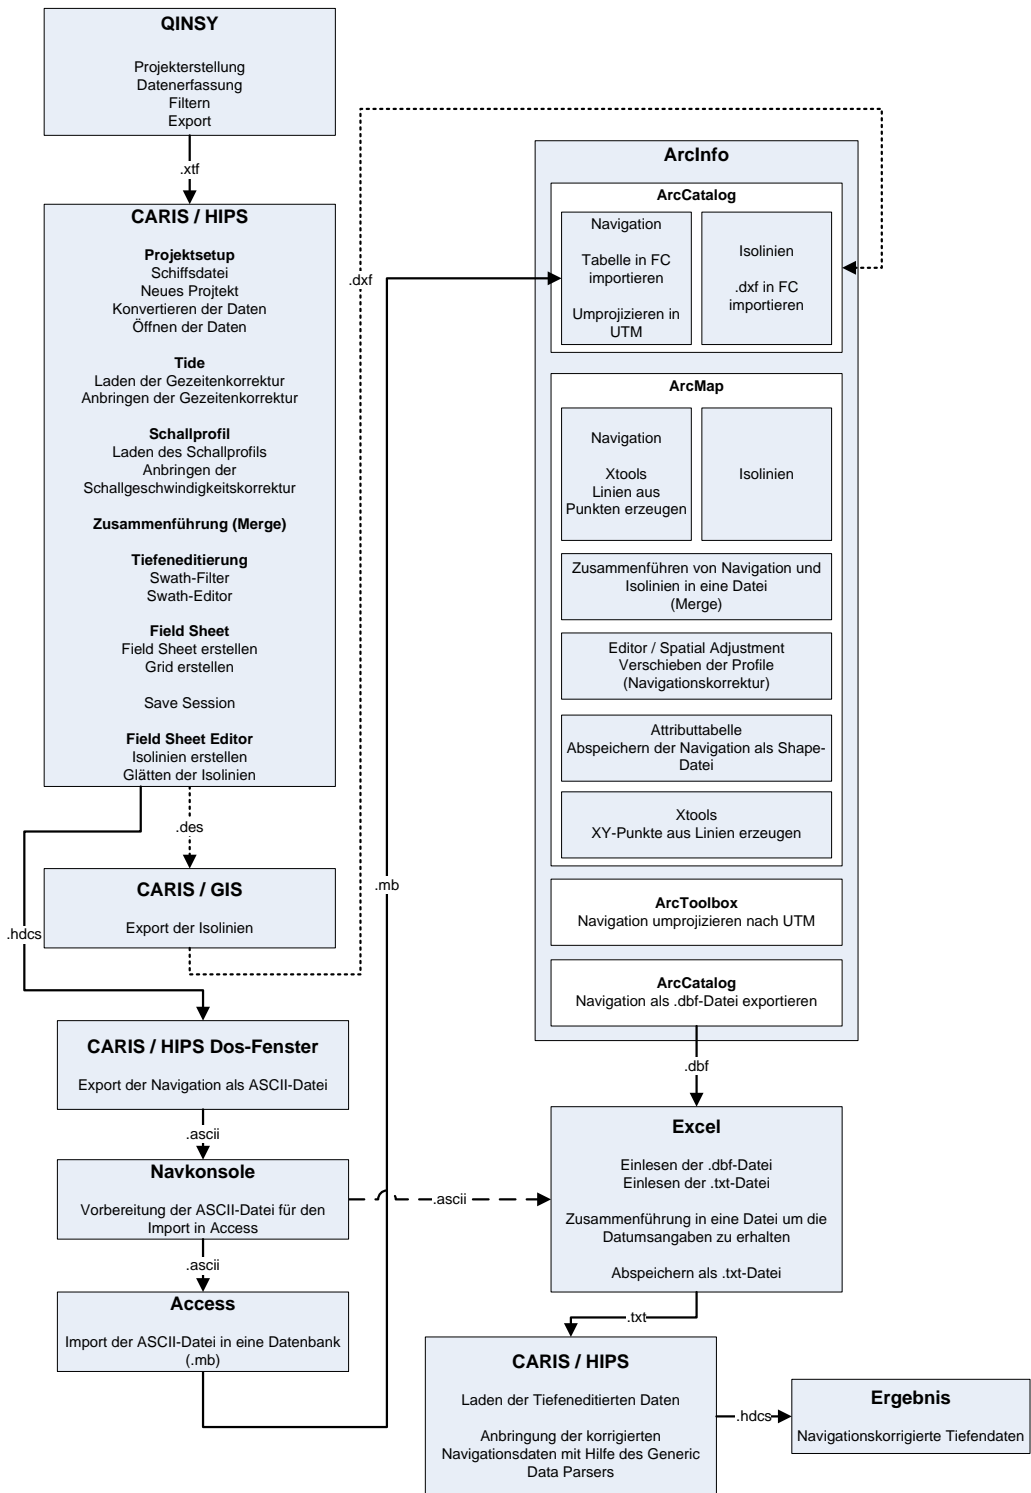 QINSY
Projekterstellung
Datenerfassung
Filtern
Export
.xtf
CARIS / HIPS
Projektsetup
Schiffsdatei
Neues Projtekt
Konvertieren der Daten
Öffnen der Daten
Tide
Laden der Gezeitenkorrektur
Anbringen der Gezeitenkorrektur
Schallprofil
Laden des Schallprofils
Anbringen der
Schallgeschwindigkeitskorrektur
Zusammenführung (Merge)
Tiefeneditierung
Swath-Filter
Swath-Editor
Field Sheet
Field Sheet erstellen
Grid erstellen
Save Session
Field Sheet Editor
Isolinien erstellen
Glätten der Isolinien
.des
CARIS / GIS
Export der Isolinien
.hdcs
CARIS / HIPS Dos-Fenster
Export der Navigation als ASCII-Datei
.ascii
Navkonsole
Vorbereitung der ASCII-Datei für den
Import in Access
.ascii
.ascii
Access
Import der ASCII-Datei in eine Datenbank
(.mb)
.mb
.dxf
ArcInfo
ArcCatalog
Navigation
Tabelle in FC
importieren
Umprojizieren in
UTM
Isolinien
.dxf in FC
importieren
ArcMap
Navigation
Xtools
Linien aus
Punkten erzeugen
Isolinien
Zusammenführen von Navigation und
Isolinien in eine Datei
(Merge)
Editor / Spatial Adjustment
Verschieben der Profile
(Navigationskorrektur)
Attributtabelle
Abspeichern der Navigation als Shape-
Datei
Xtools
XY-Punkte aus Linien erzeugen
ArcToolbox
Navigation umprojizieren nach UTM
ArcCatalog
Navigation als .dbf-Datei exportieren
.dbf
Excel
Einlesen der .dbf-Datei
Einlesen der .txt-Datei
Zusammenführung in eine Datei um die
Datumsangaben zu erhalten
Abspeichern als .txt-Datei
.txt
CARIS / HIPS
Laden der Tiefeneditierten Daten
Anbringung der korrigierten
Navigationsdaten mit Hilfe des Generic
Data Parsers
.hdcs
Ergebnis
Navigationskorrigierte Tiefendaten